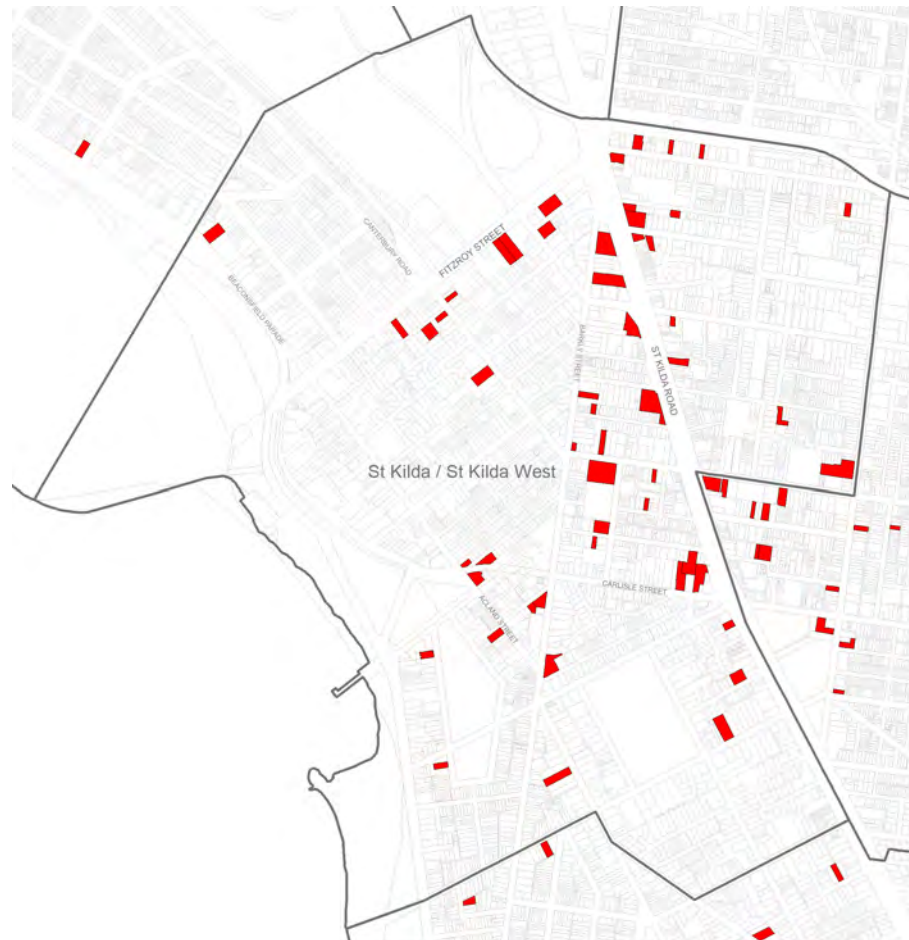 CANTERBURY ROAD
FITZROY STREET
BEACONSFIELD PARADE
BARKLY STREET
ST KILDA ROAD
St Kilda / St Kilda West
CARLISLE STREET
ACLAND STREET